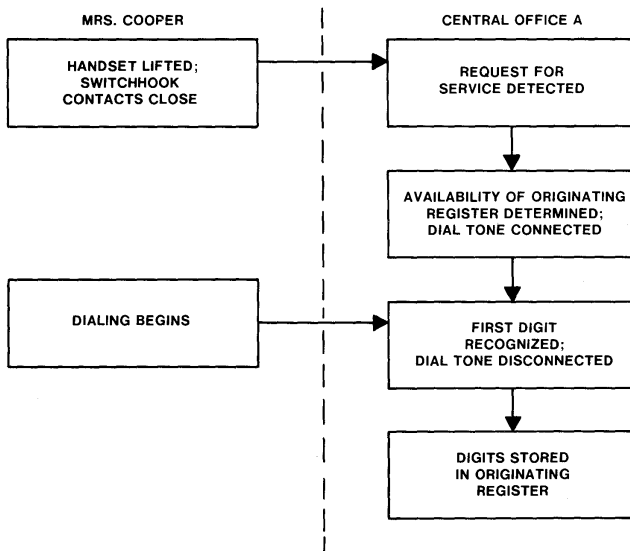 MRS. COOPER
CENTRAL OFFICE A
HANDSET LIFTED;
SWITCHHOOK
CONTACTS CLOSE
REQUEST FOR
SERVICE DETECTED
AVAILABILITY OF ORIGINATING
REGISTER DETERMINED;
DIAL TONE CONNECTED
DIALING BEGINS
FIRST DIGIT
RECOGNIZED;
DIAL TONE DISCONNECTED
DIGITS STORED
IN ORIGINATING
REGISTER